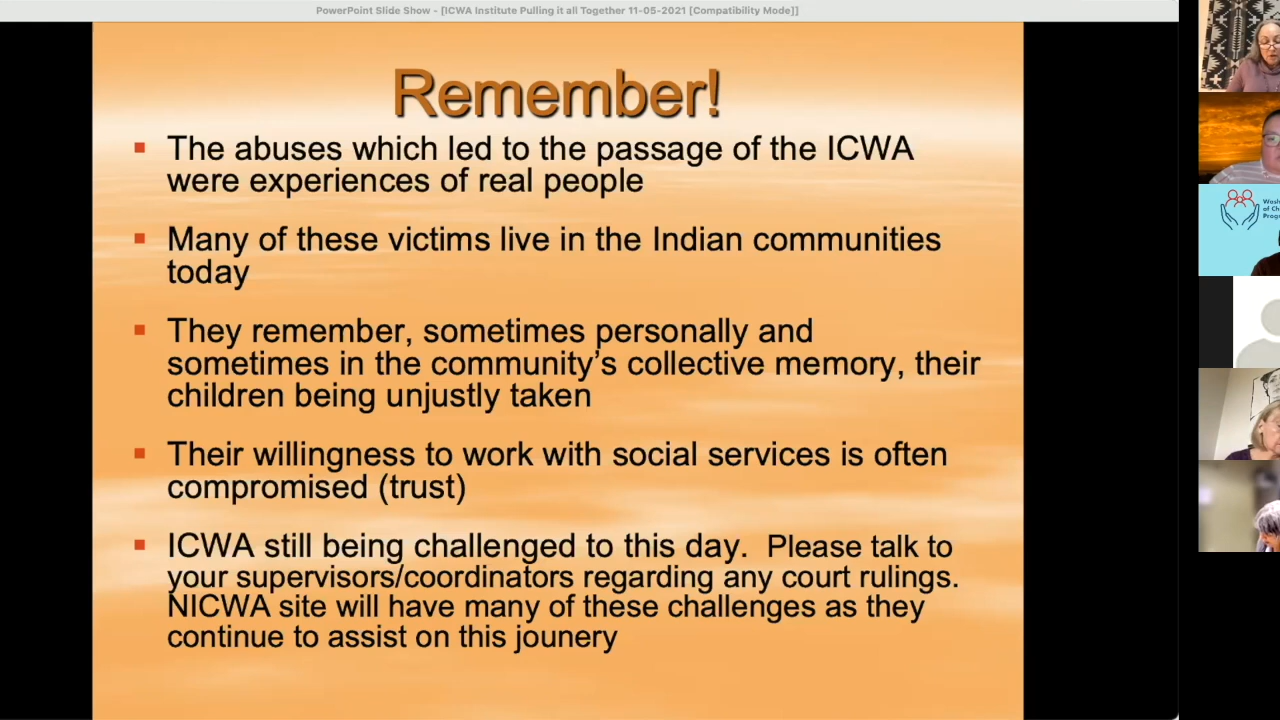 PowerPoint Slide Show - [ICWA Institute Pulling it all Together 11-05-2021 [Compatibility Mode]]
Remember!
The abuses which led to the passage of the ICWA
were experiences of real people
Many of these victims live in the Indian communities
today
They remember, sometimes personally and
sometimes in the community's collective memory, their
children being unjustly taken
Their willingness to work with social services is often
compromised (trust)
ICWA still being challenged to this day. Please talk to
your supervisors/coordinators regarding any court rulings.
NICWA site will have many of these challenges as they
continue to assist on this jounery